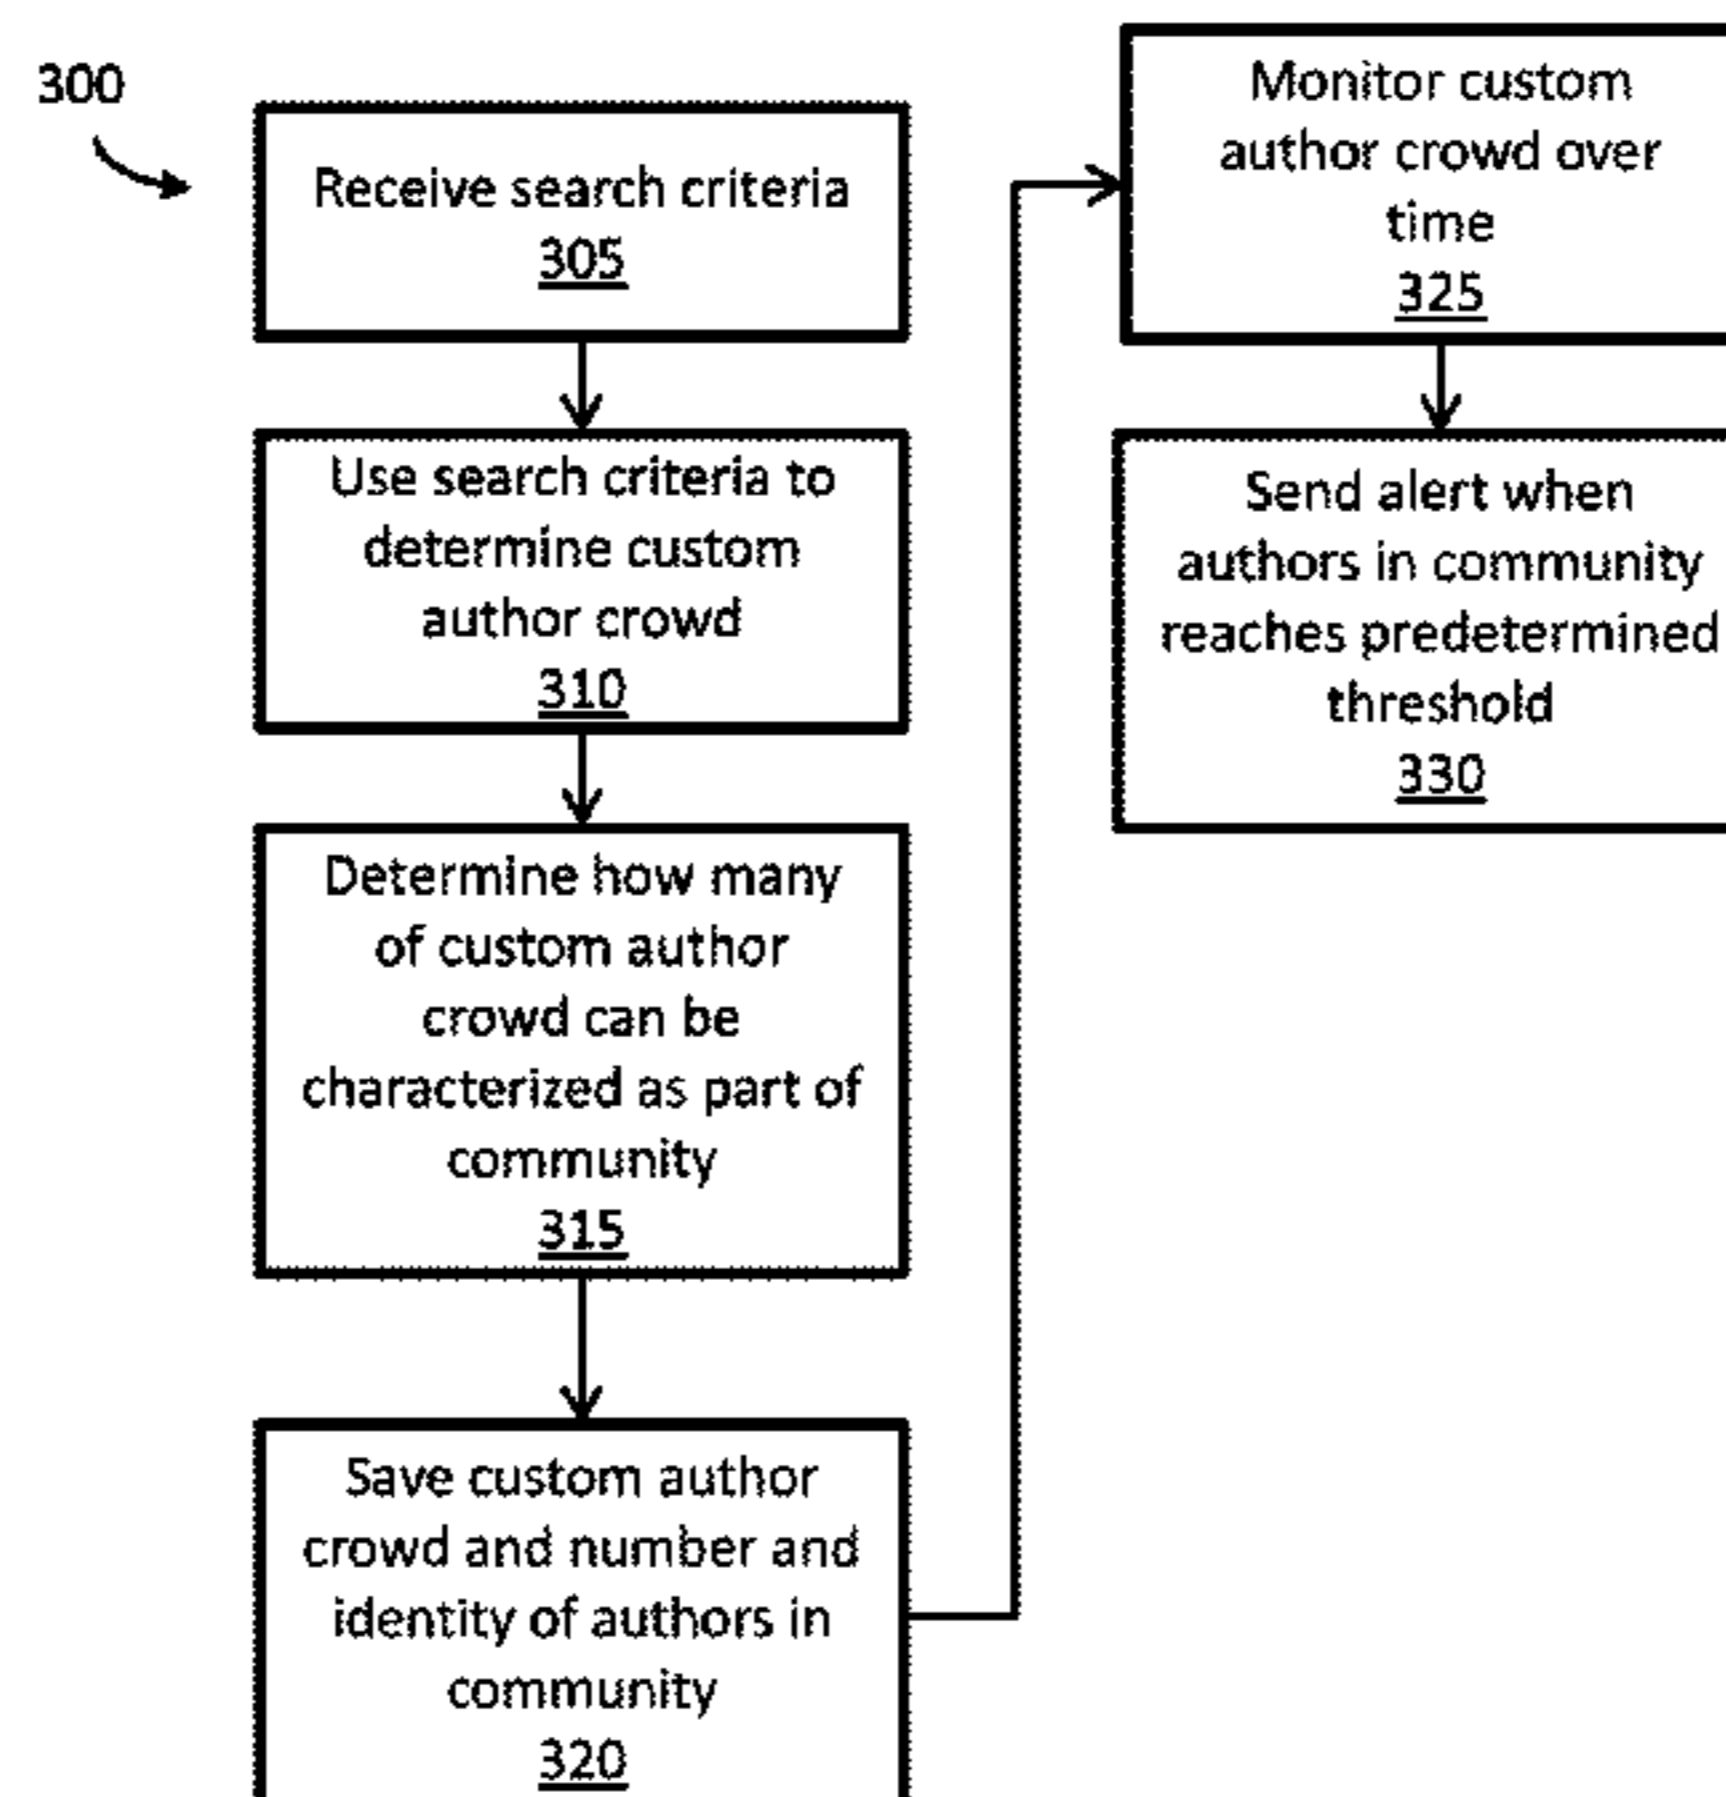 300
Receive search criteria
305
Use search criteria to
determine custom
author crowd
310
Determine how many
of custom author
crowd can be
characterized as part of
community
315
Save custom author
crowd and number and
identity of authors in
community
320
Monitor custom
author crowd over
time
325
Send alert when
authors in community
reaches predetermined
threshold
330